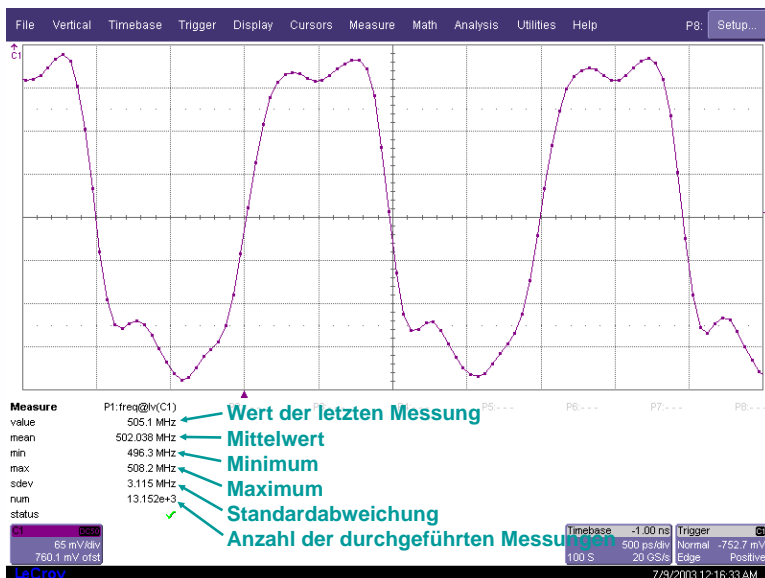 File Vertical Timebase Trigger Display Cursors Measure Math Analysis Utilities Help P8: Setup...
C1
Measure P1:freq@lv(C1) P5:- - - P6:- - - P7:- - - P8:- - -
value 505.1 MHz Wert der letzten Messung
mean 502.038 MHz Mittelwert
min 496.3 MHz Minimum
max 508.2 MHz Maximum
sdev 3.115 MHz Standardabweichung
num 13.152e+3 Anzahl der durchgeführten Messungen
status
C1 DC50 Timebase -1.00 ns Trigger C1
65 mV/div 500 ps/div Normal -752.7 mV
760.1 mV ofst 100 S 20 GS/s Edge Positive
LeCroy 7/9/2003 12:16:33 AM